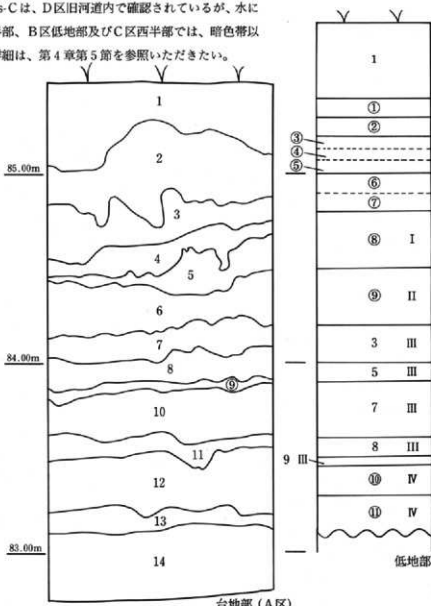 s-Cは、D区旧河道内で確認されているが、水に
部、B区低地部及びC区西半部では、暗色帯以
細は、第4章第5節を参照いただきたい。
1
2
85.00m
3
4
5
6
7
84.00m
8
⑨
10
11
12
13
83.00m
14
台地部（A区）
1
①
②
③
④
⑤
⑥
⑦
⑧ I
⑨ II
3 III
5 III
7 III
8 III
9 III
⑩ IV
⑪ IV
低地部